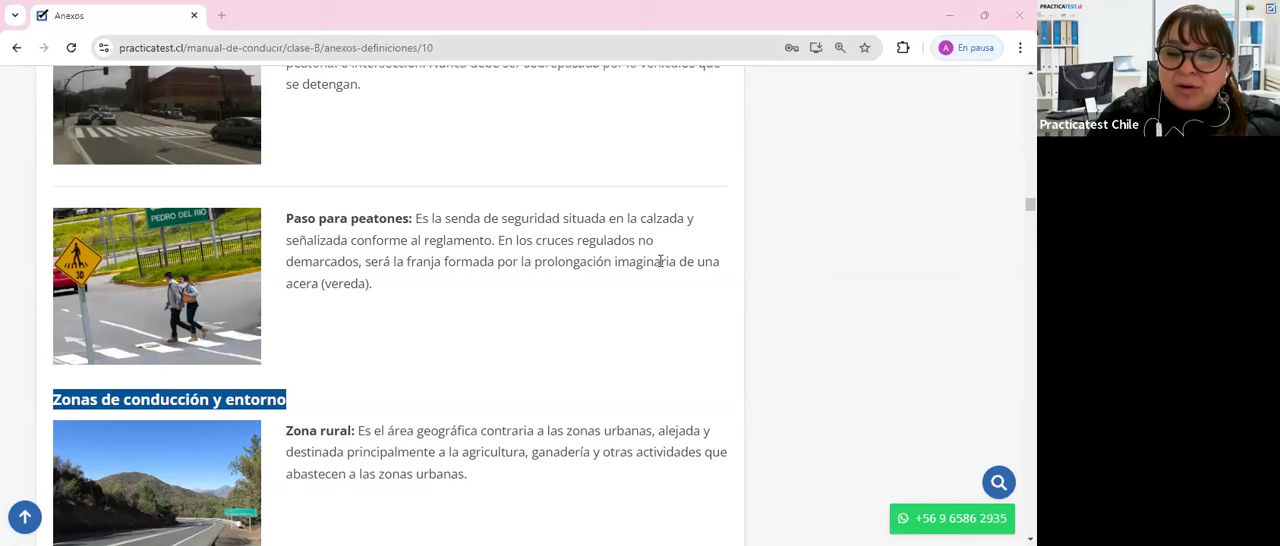 Anexos
practicatest.cl/manual-de-conducir/clase-B/anexos-definiciones/10
En pausa
A
PRACTICATEST.CL
Practicatest Chile
se detengan.
PEDRO DEL RIO
Paso para peatones: Es la senda de seguridad situada en la calzada y
señalizada conforme al reglamento. En los cruces regulados no
demarcados, será la franja formada por la prolongación imaginaria de una
acera (vereda).
Zonas de conducción y entorno
Zona rural: Es el área geográfica contraria a las zonas urbanas, alejada y
destinada principalmente a la agricultura, ganadería y otras actividades que
abastecen a las zonas urbanas.
+56 9 6586 2935